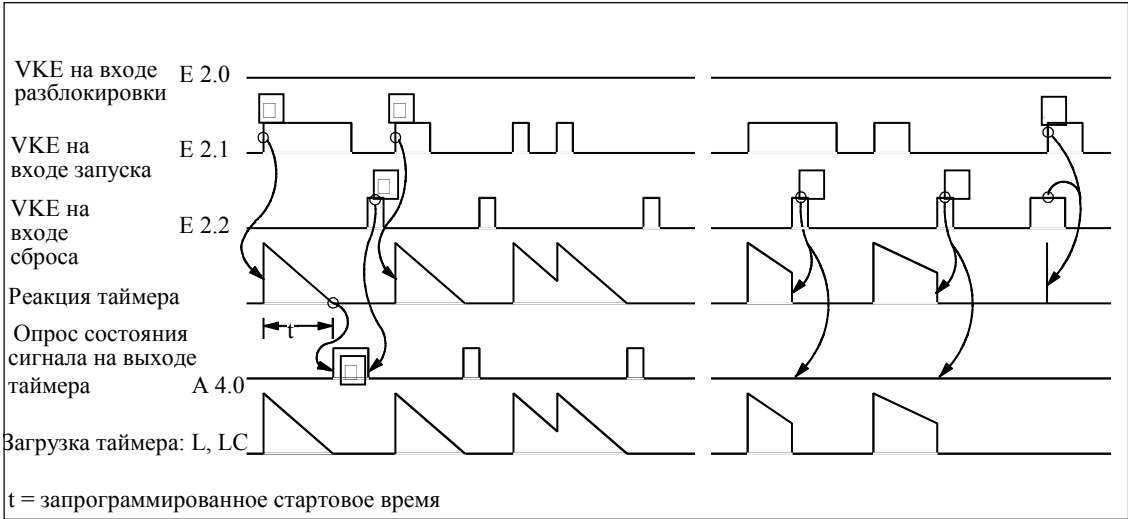 VKE на входе
разблокировки
E 2.0
VKE на
входе запуска
E 2.1
VKE на
входе
сброса
E 2.2
Реакция таймера
t
Опрос состояния
сигнала на выходе
таймера
A 4.0
Загрузка таймера: L, LC
t = запрограммированное стартовое время